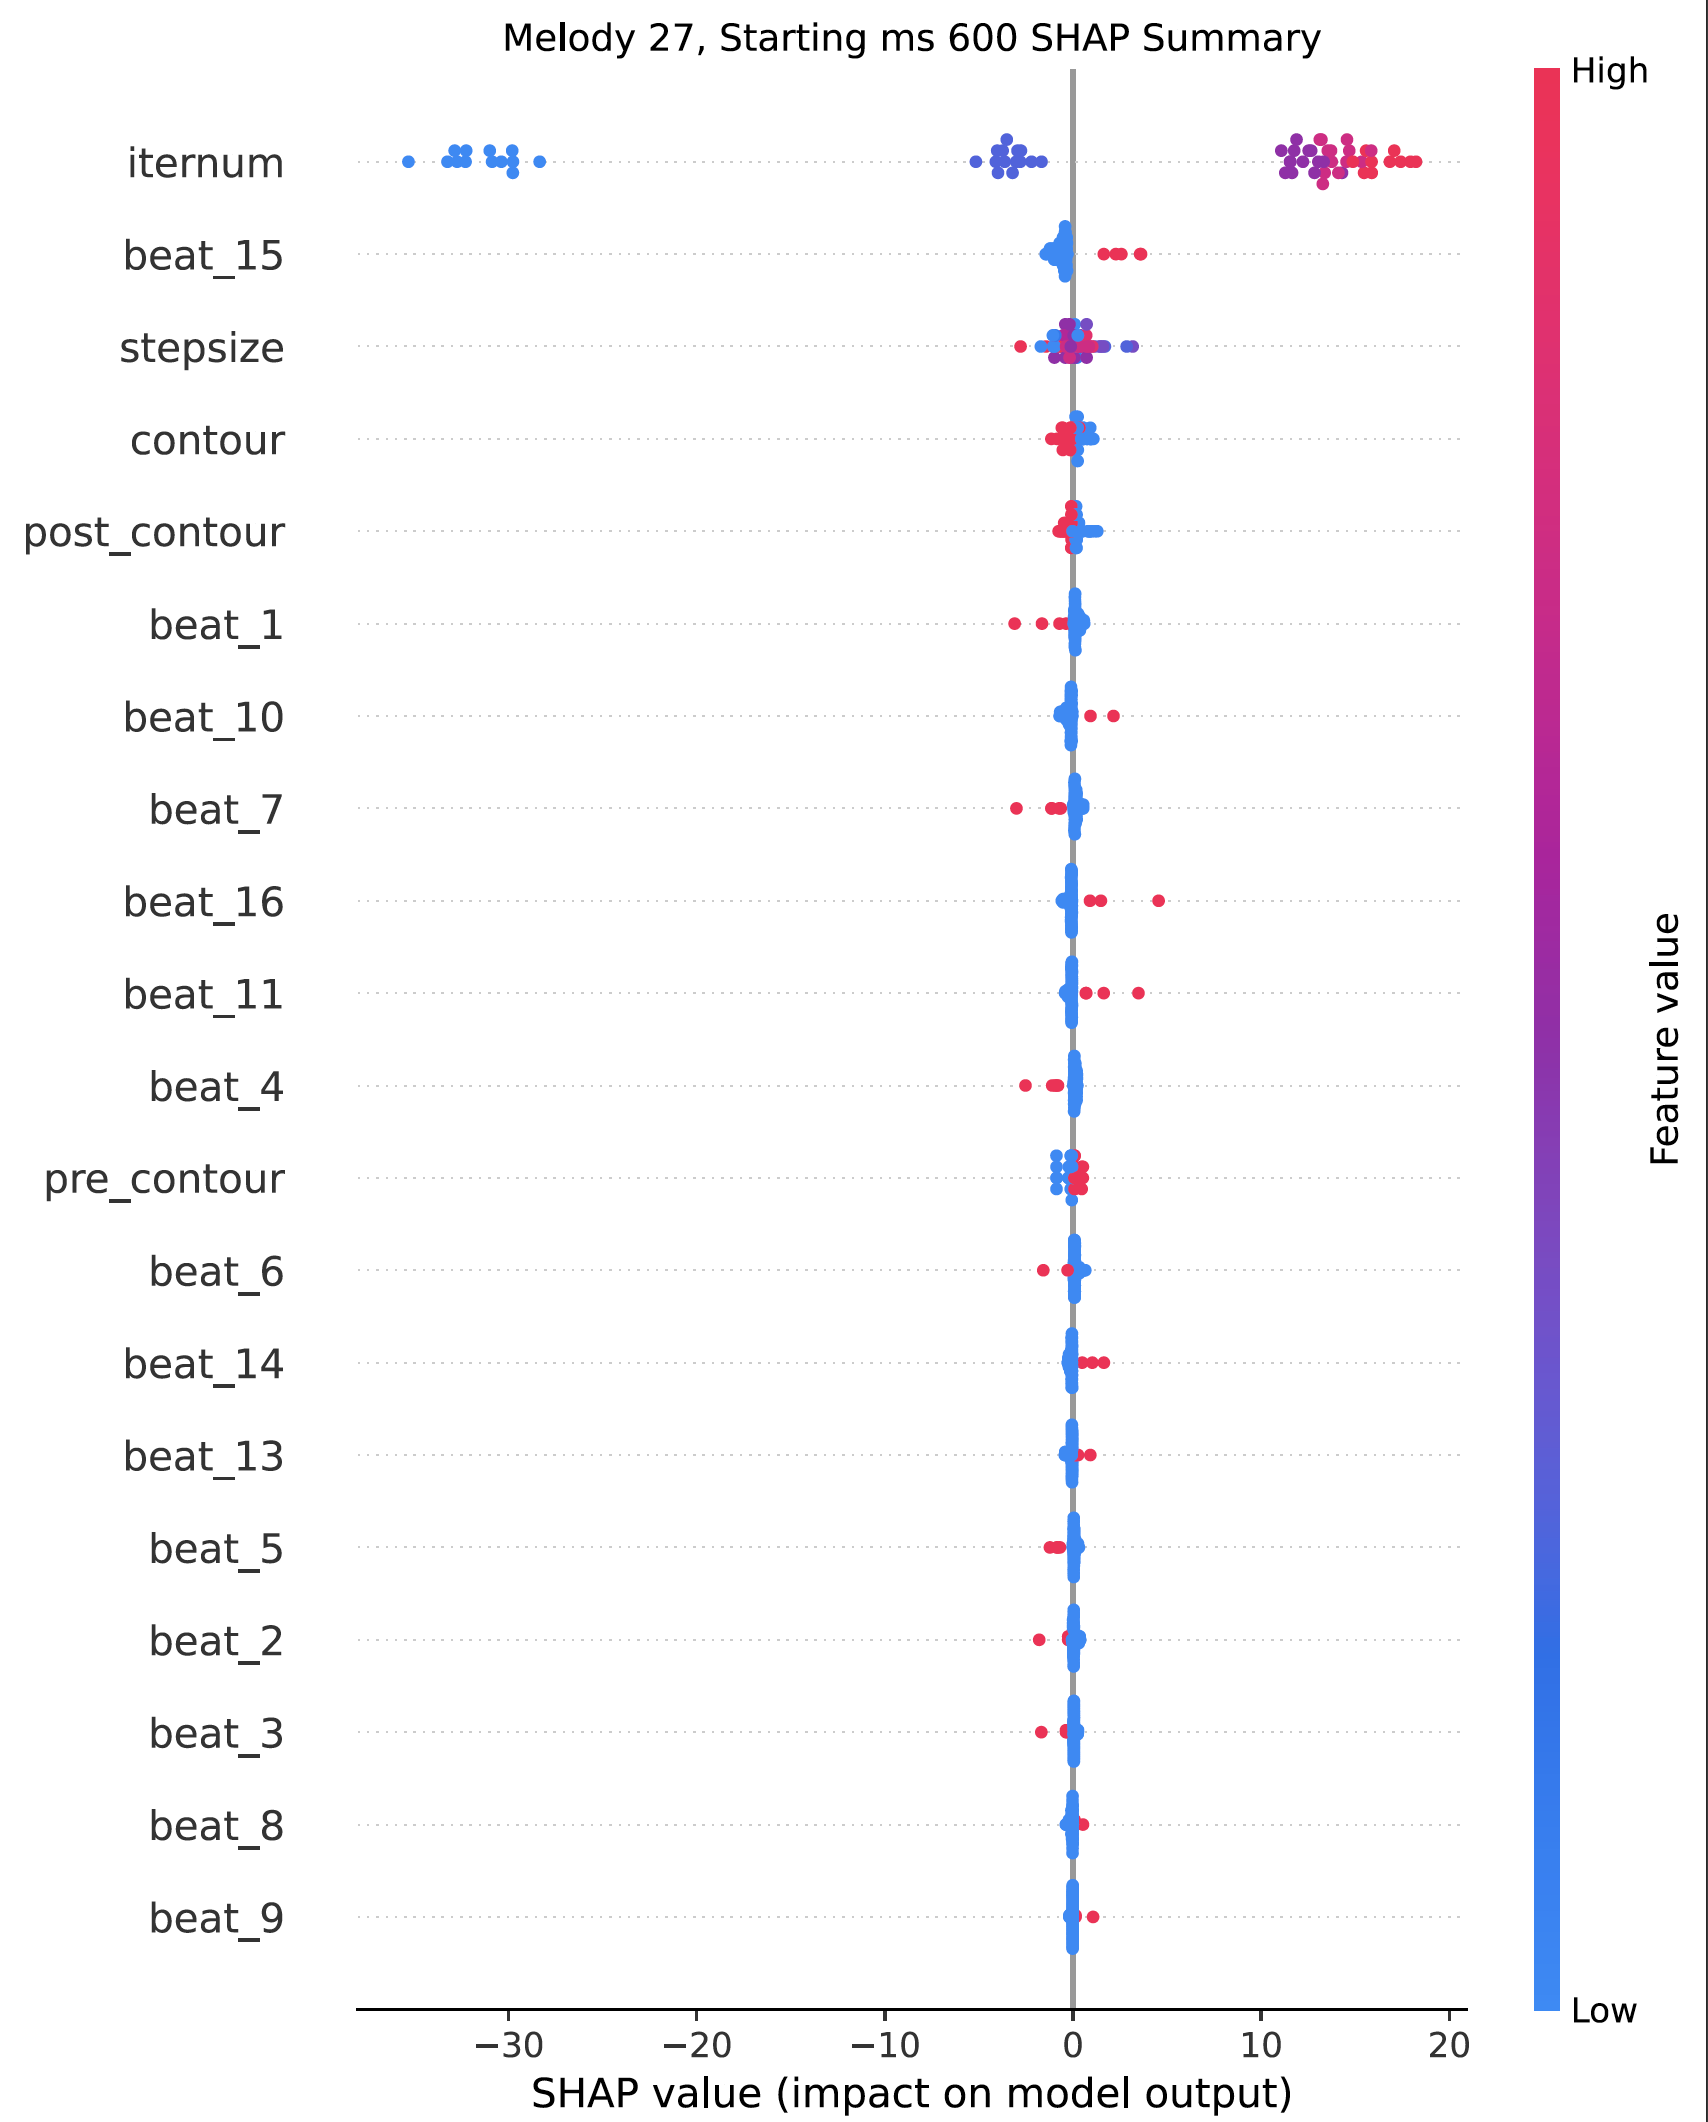 Melody 27, Starting ms 600 SHAP Summary
High
iternum
beat_15
stepsize
contour
post_contour
beat_1
beat_10
beat_7
beat_16
beat_11
beat_4
pre_contour
beat_6
beat_14
beat_13
beat_5
beat_2
beat_3
beat_8
beat_9
Feature value
Low
−30 −20 −10 0 10 20
SHAP value (impact on model output)